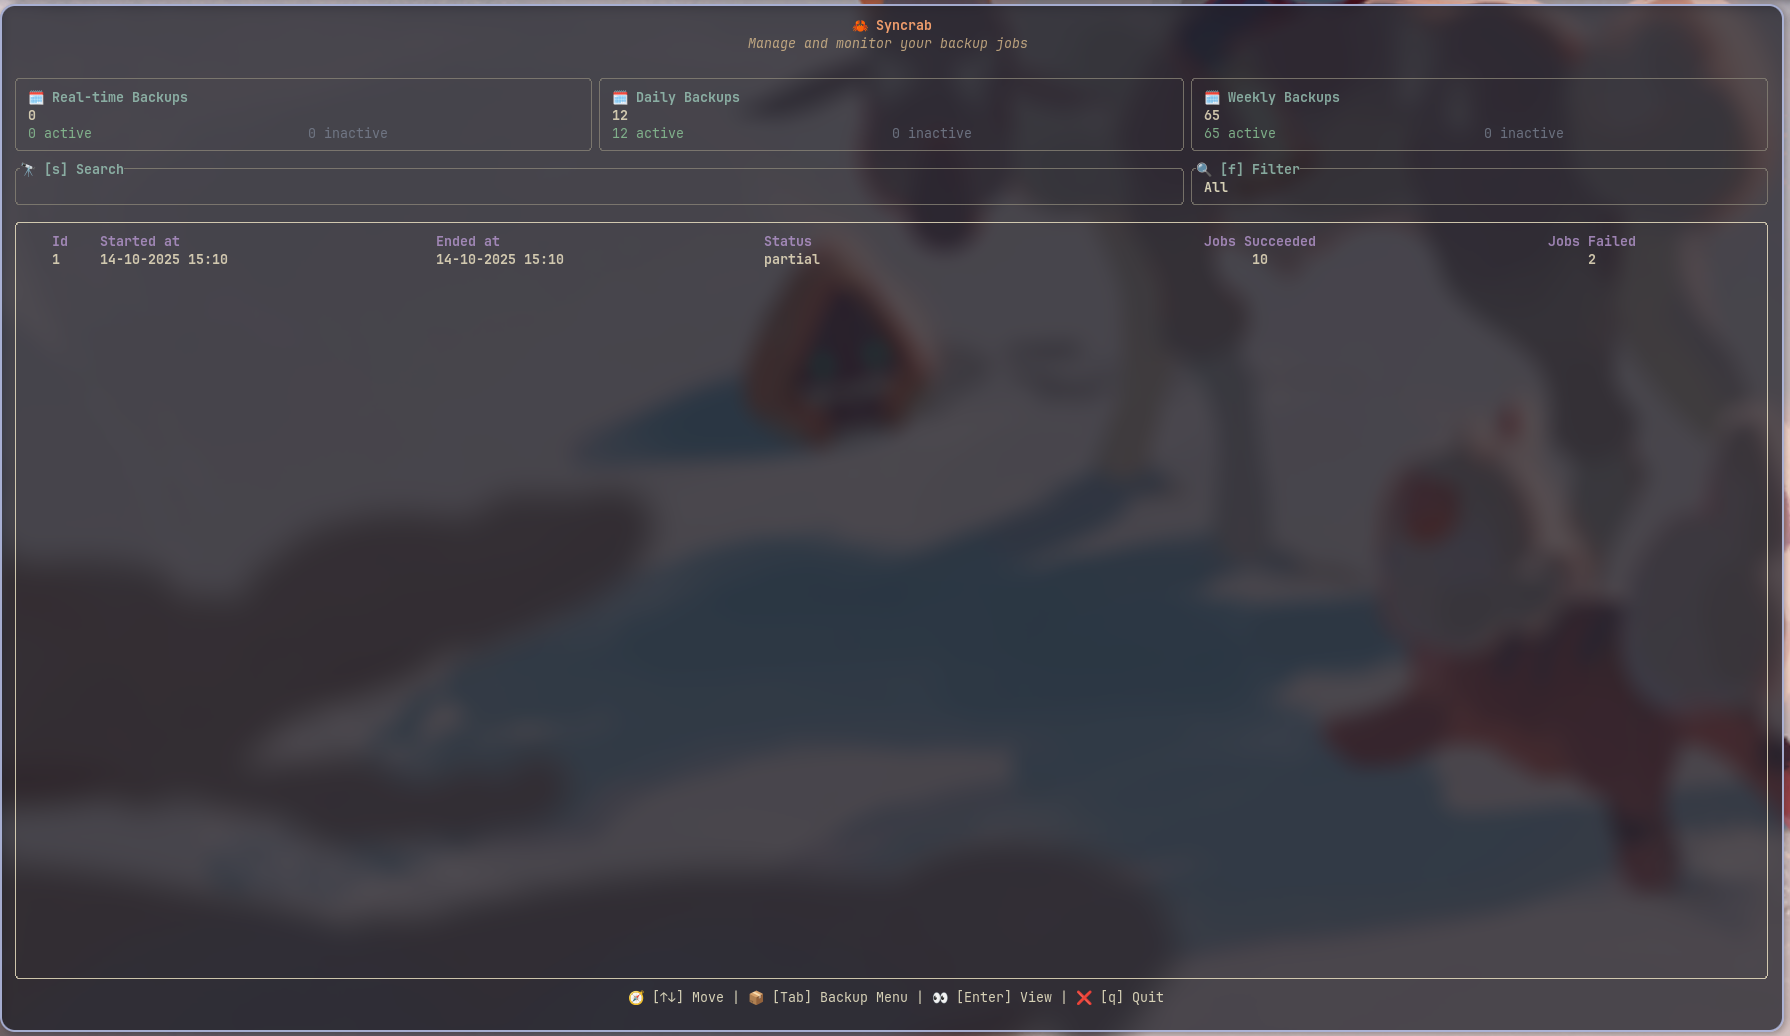 🦀 Syncrab
Manage and monitor your backup jobs
🗓️ Real-time Backups
0
0 active 0 inactive
🗓️ Daily Backups
12
12 active 0 inactive
🗓️ Weekly Backups
65
65 active 0 inactive
🔭 [s] Search
🔍 [f] Filter
All
Id Started at Ended at Status Jobs Succeeded Jobs Failed
1 14-10-2025 15:10 14-10-2025 15:10 partial 10 2
🧭 [↑↓] Move | 📦 [Tab] Backup Menu | 👀 [Enter] View | ❌ [q] Quit